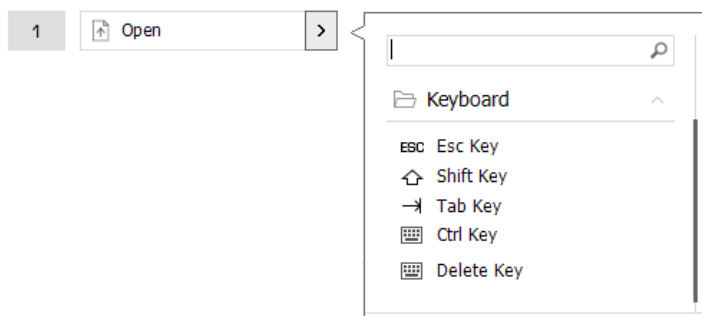 1
Open
Keyboard
ESC Esc Key
Shift Key
Tab Key
Ctrl Key
Delete Key